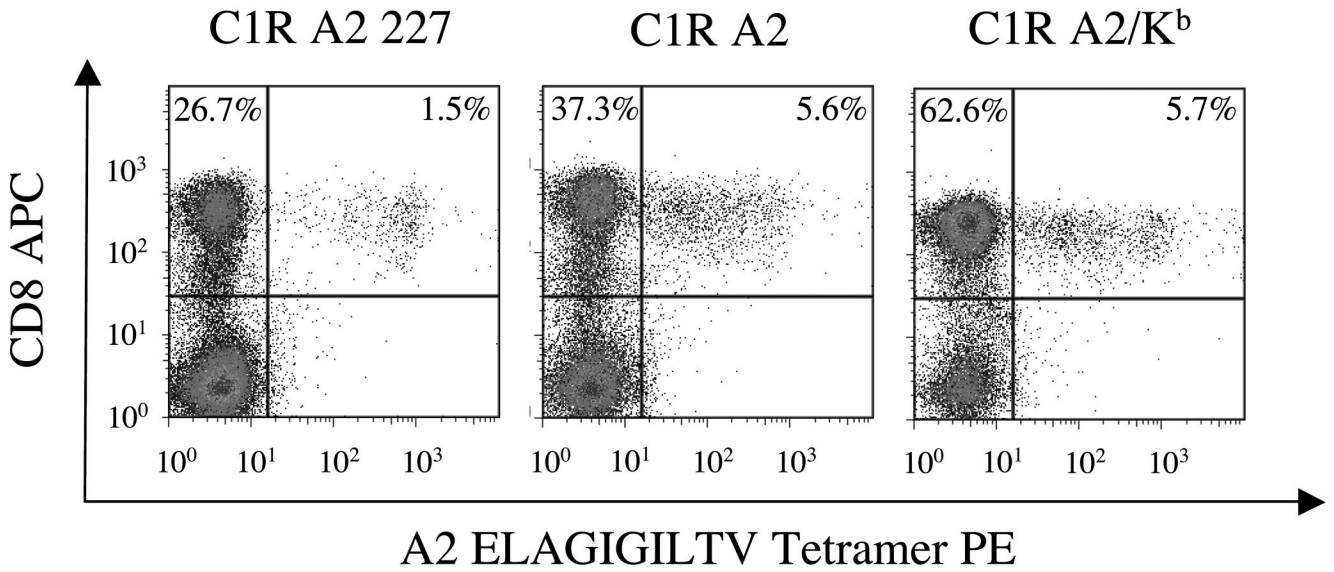 C1R A2 227 C1R A2 C1R A2/Kᵇ
26.7% 1.5% 37.3% 5.6% 62.6% 5.7%
CD8 APC
10³
10²
10¹
10⁰
10⁰ 10¹ 10² 10³ 10⁰ 10¹ 10² 10³ 10⁰ 10¹ 10² 10³
A2 ELAGIGILTV Tetramer PE